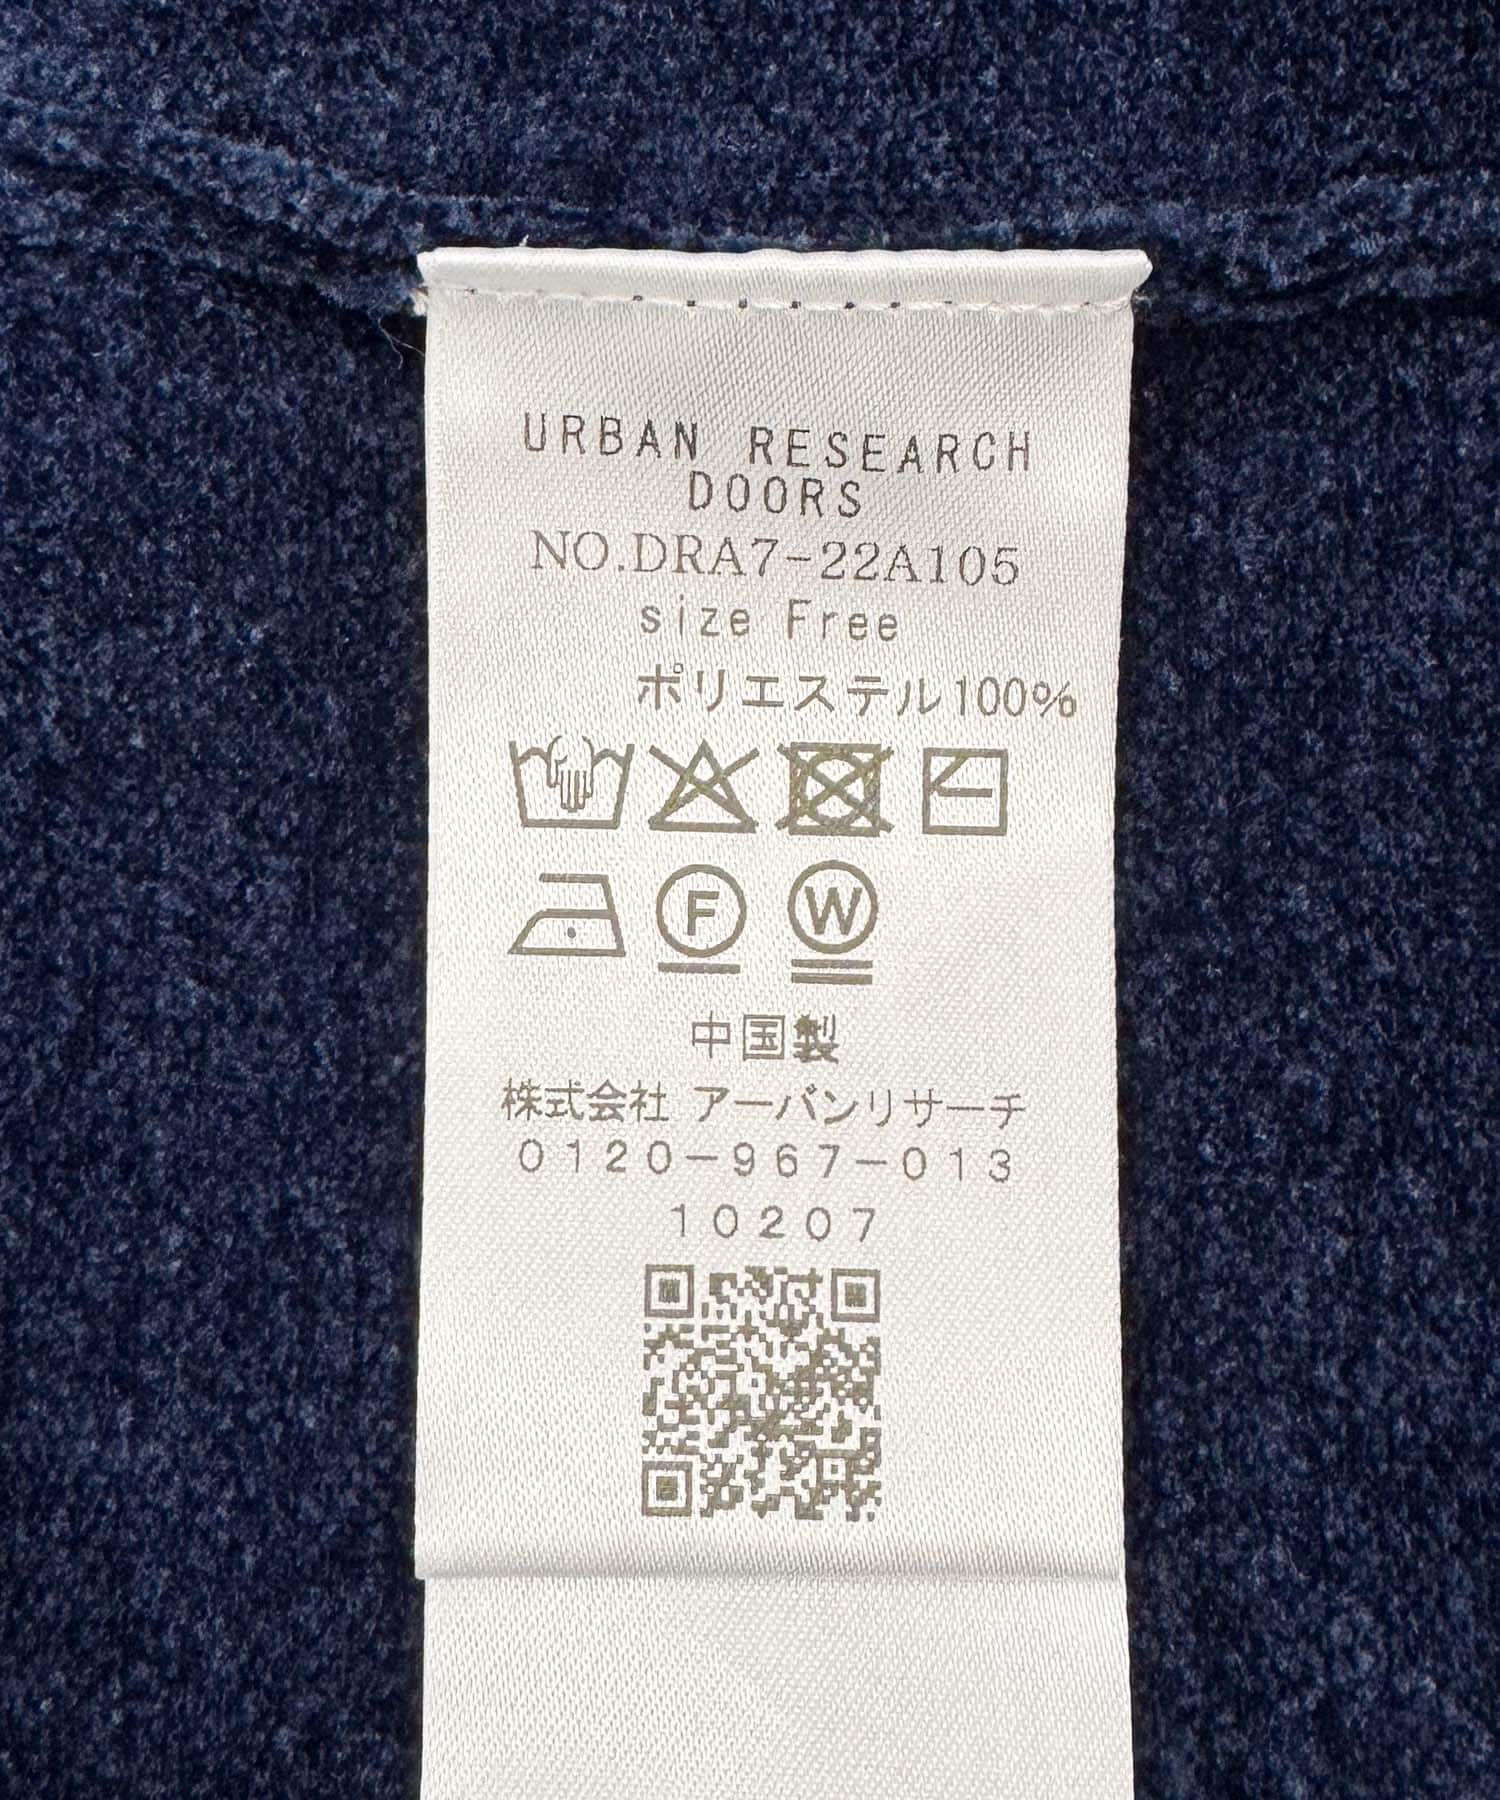 URBAN RESEARCH
DOORS
NO.DRA7-22A105
size Free
ポリエステル100%
F W
中国製
株式会社 アーバンリサーチ
0120-967-013
10207